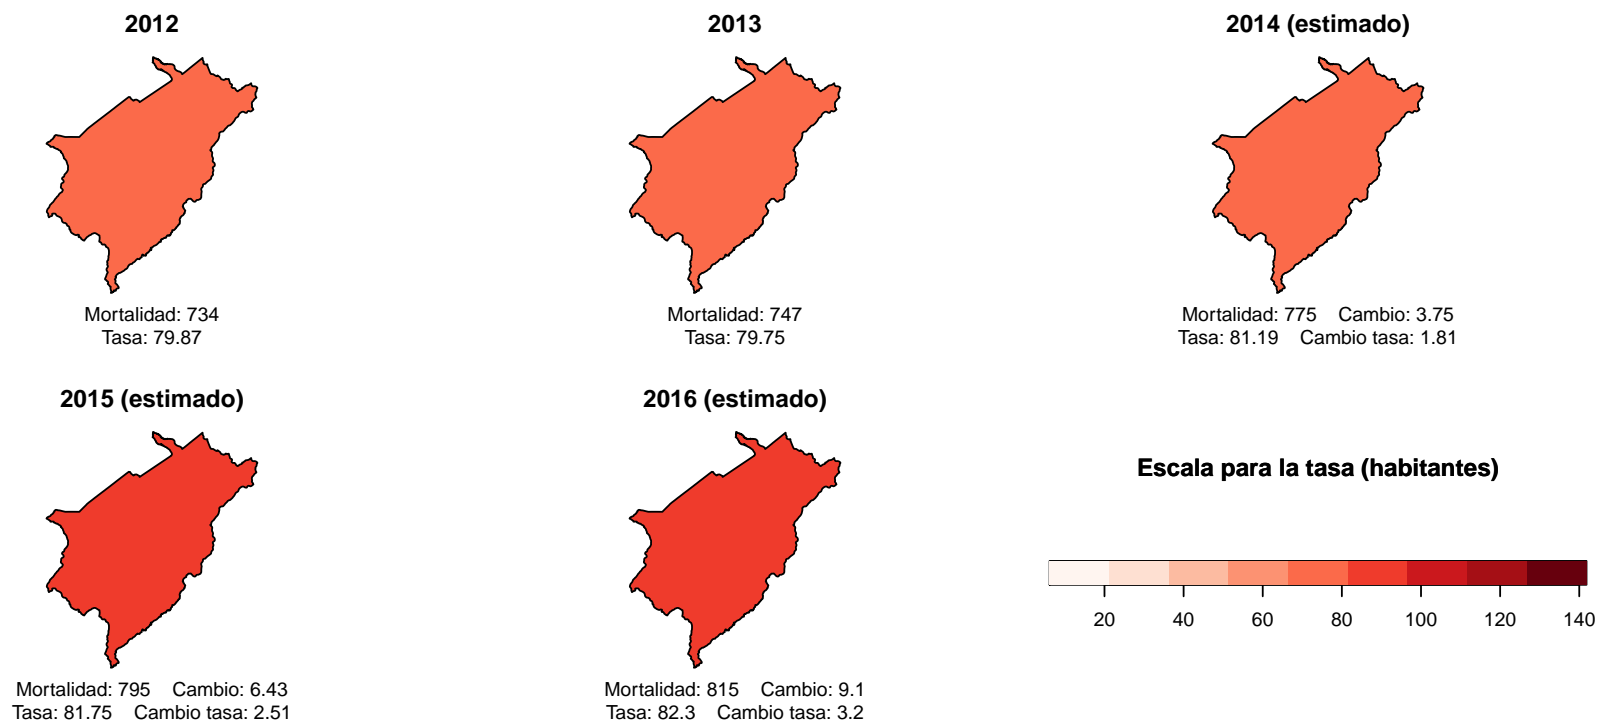 2012
Mortalidad: 734
Tasa: 79.87
2013
Mortalidad: 747
Tasa: 79.75
2014 (estimado)
Mortalidad: 775 Cambio: 3.75
Tasa: 81.19 Cambio tasa: 1.81
2015 (estimado)
Mortalidad: 795 Cambio: 6.43
Tasa: 81.75 Cambio tasa: 2.51
2016 (estimado)
Mortalidad: 815 Cambio: 9.1
Tasa: 82.3 Cambio tasa: 3.2
Escala para la tasa (habitantes)
20 40 60 80 100 120 140